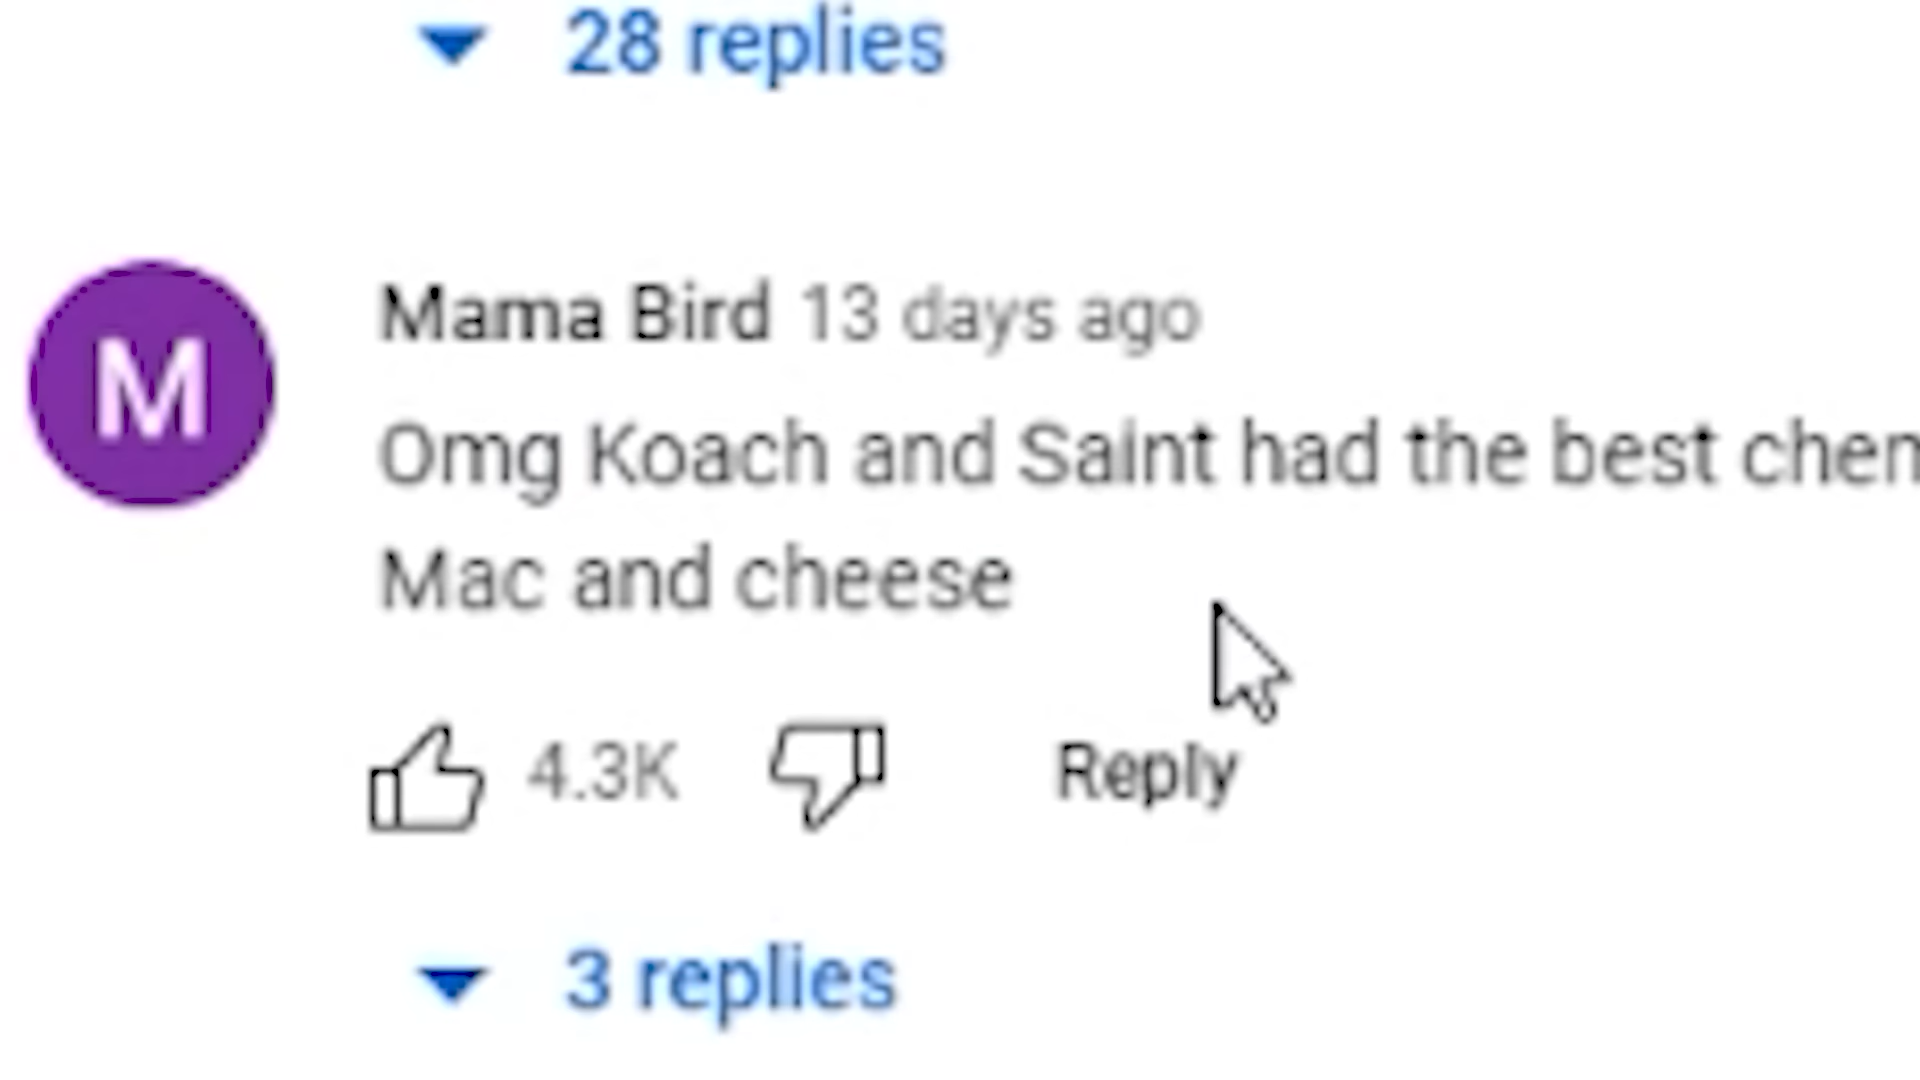 28 replies
M
Mama Bird 13 days ago
Omg Koach and Saint had the best
Mac and cheese
4.3K Reply
3 replies